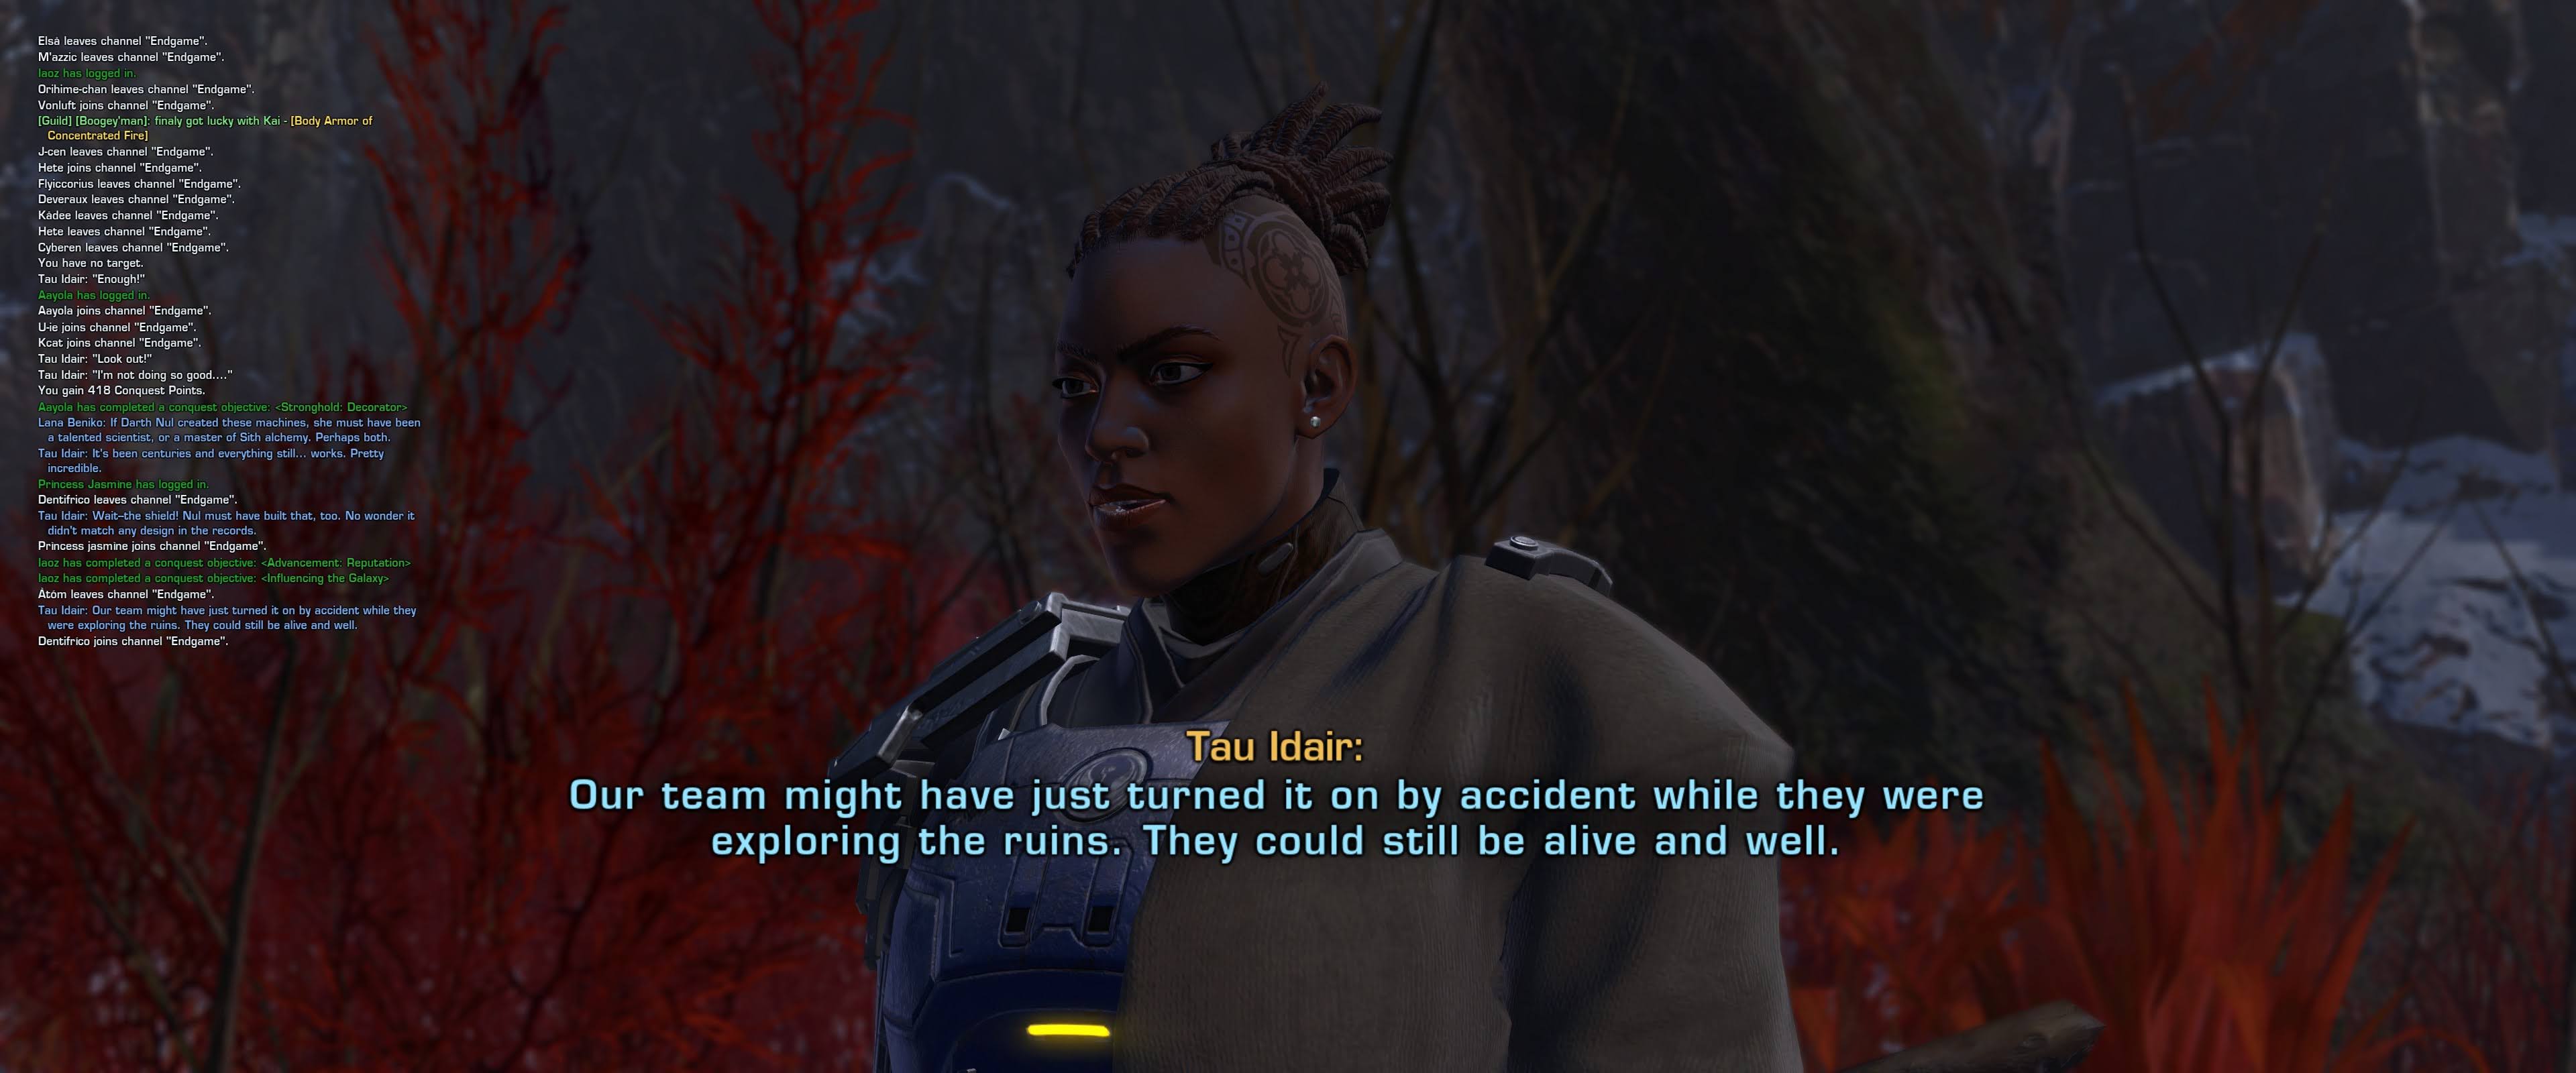 Elsâ leaves channel "Endgame".
M'azzic leaves channel "Endgame".
Iaoz has logged in.
Orihime-chan leaves channel "Endgame".
Vonluft joins channel "Endgame".
[Guild] [Boogey'man]: finaly got lucky with Kai - [Body Armor of
Concentrated Fire]
J-cen leaves channel "Endgame".
Hete joins channel "Endgame".
Flyiccorius leaves channel "Endgame".
Deveraux leaves channel "Endgame".
Kâdee leaves channel "Endgame".
Hete leaves channel "Endgame".
Cyberen leaves channel "Endgame".
You have no target.
Tau Idair: "Enough!"
Aayola has logged in.
Aayola joins channel "Endgame".
U-ie joins channel "Endgame".
Kcat joins channel "Endgame".
Tau Idair: "Look out!"
Tau Idair: "I'm not doing so good...."
You gain 418 Conquest Points.
Aayola has completed a conquest objective: <Stronghold: Decorator>
Lana Beniko: If Darth Nul created these machines, she must have been
a talented scientist, or a master of Sith alchemy. Perhaps both.
Tau Idair: It's been centuries and everything still... works. Pretty
incredible.
Princess Jasmine has logged in.
Dentifrico leaves channel "Endgame".
Tau Idair: Wait–the shield! Nul must have built that, too. No wonder it
didn't match any design in the records.
Princess jasmine joins channel "Endgame".
Iaoz has completed a conquest objective: <Advancement: Reputation>
Iaoz has completed a conquest objective: <Influencing the Galaxy>
Átóm leaves channel "Endgame".
Tau Idair: Our team might have just turned it on by accident while they
were exploring the ruins. They could still be alive and well.
Dentifrico joins channel "Endgame".
Tau Idair:
Our team might have just turned it on by accident while they were
exploring the ruins. They could still be alive and well.